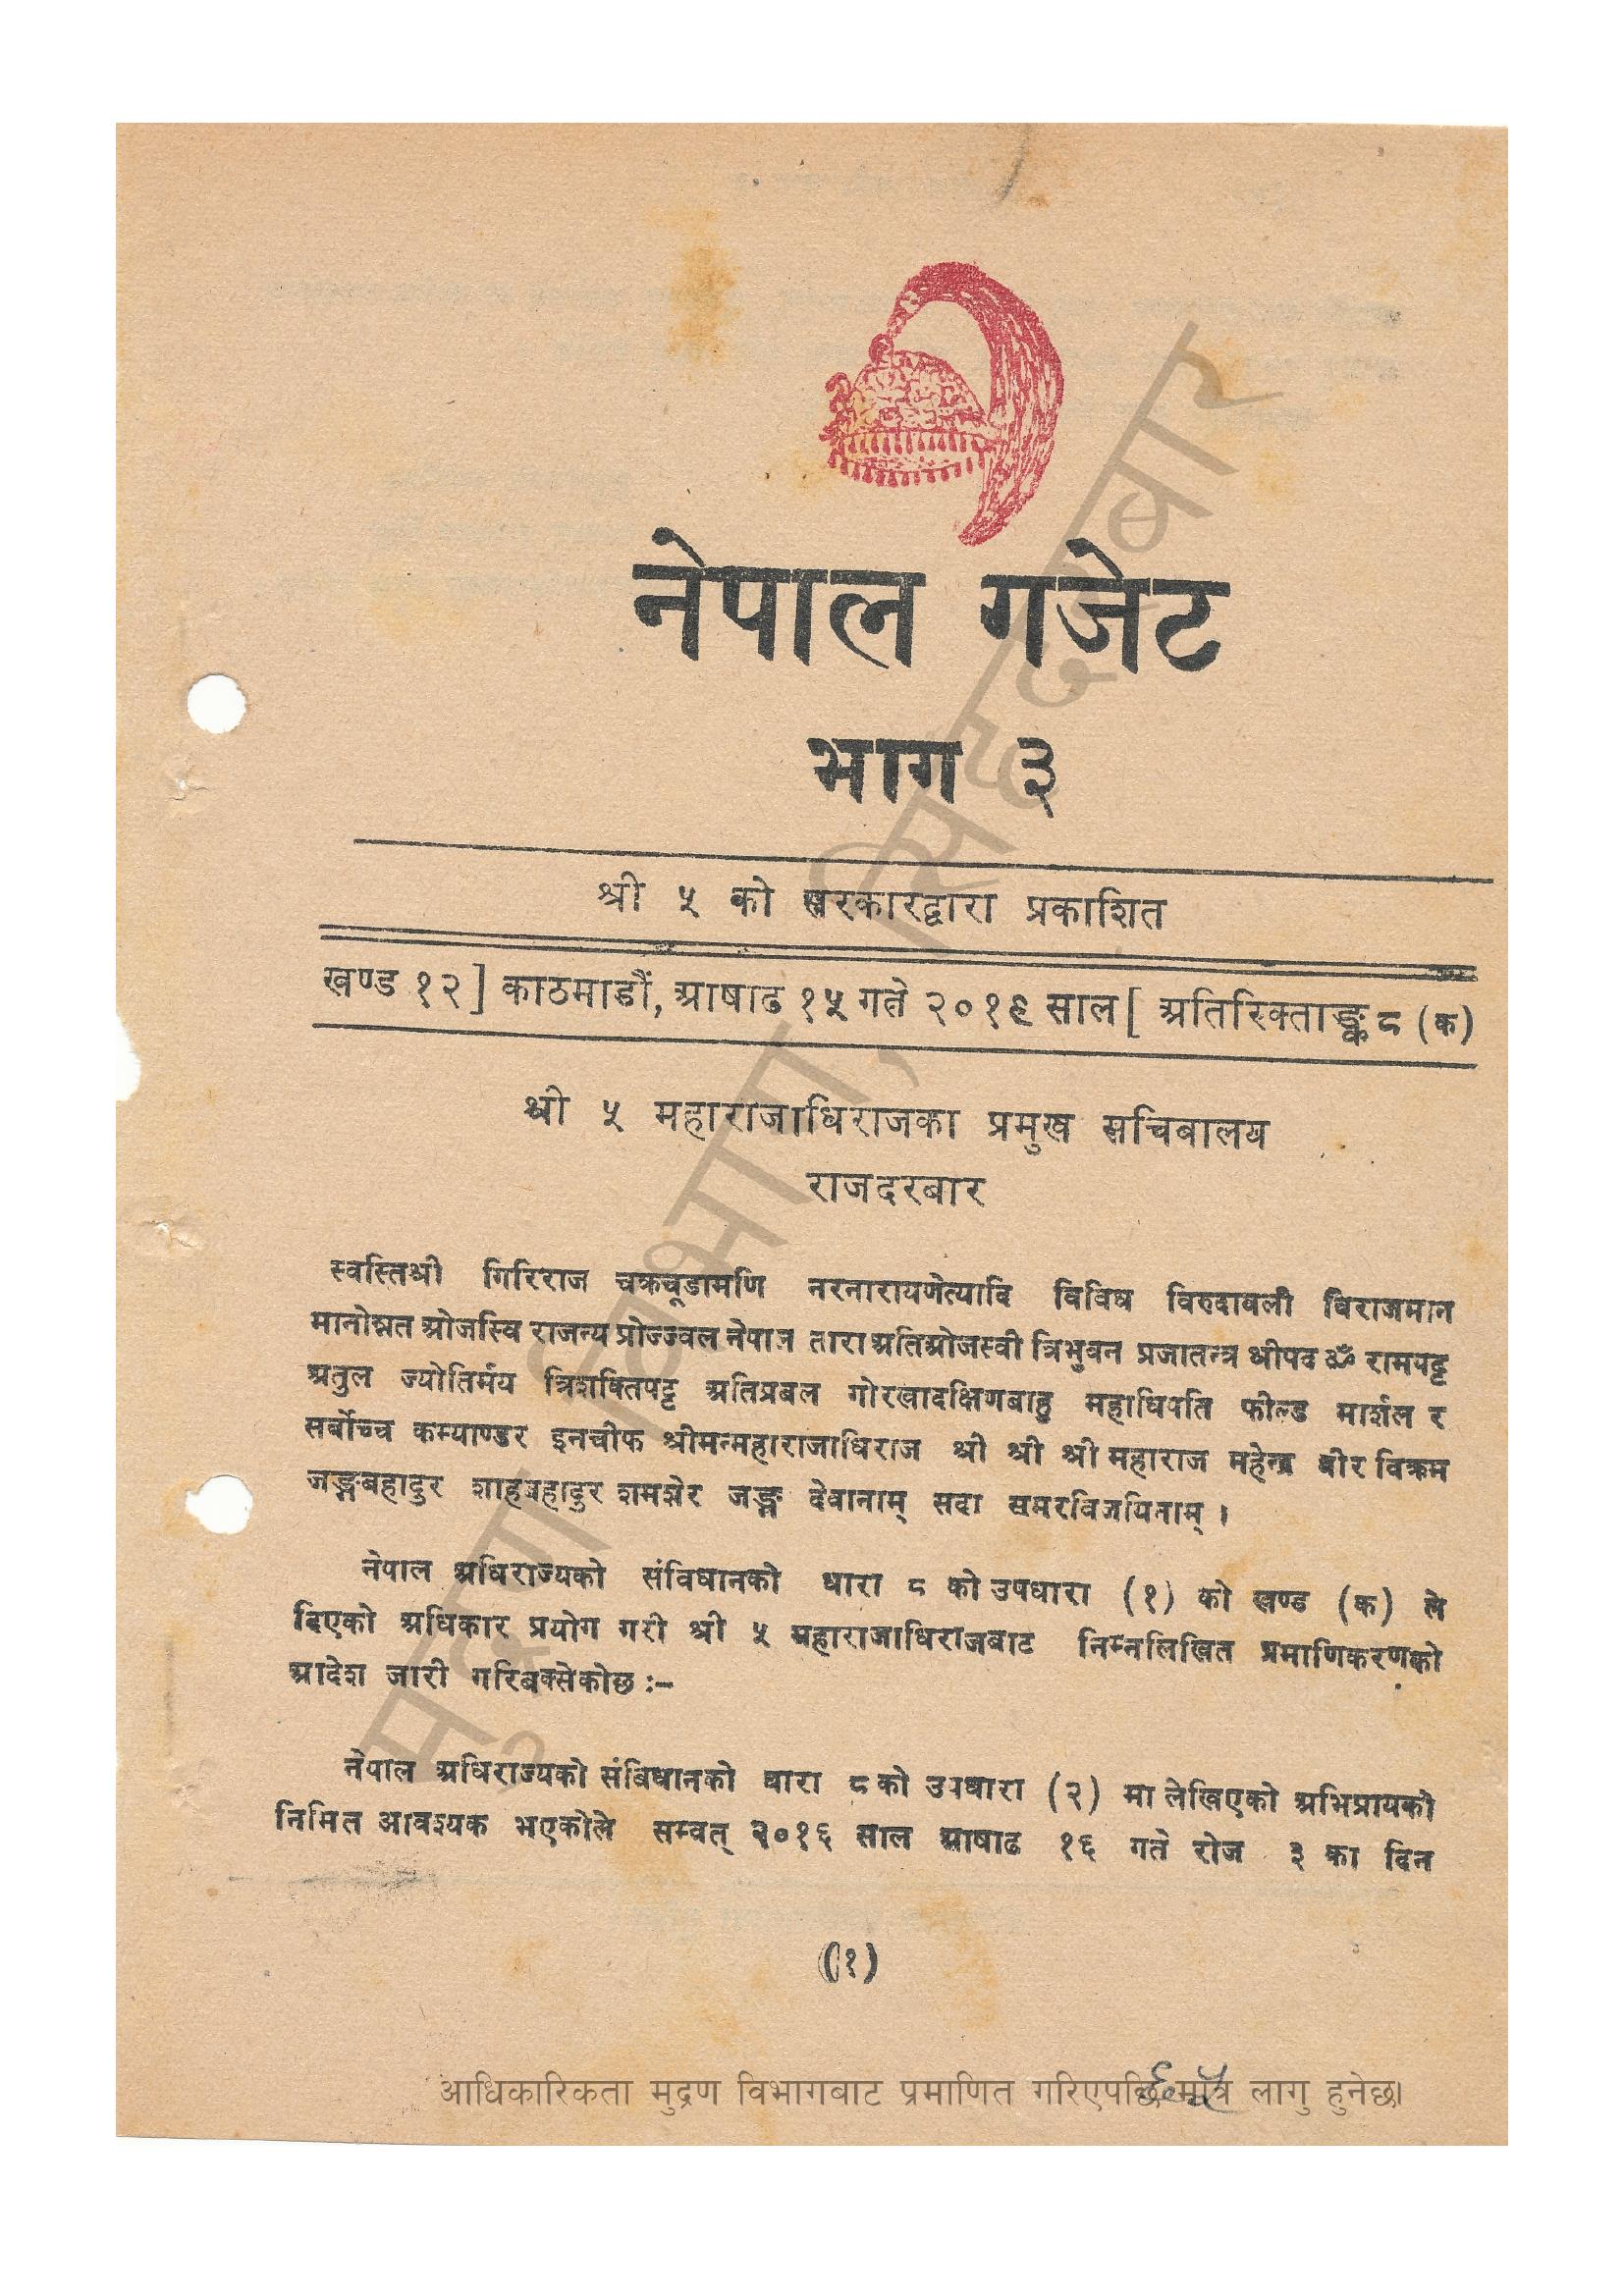 नेपाल गजेट
भाग ३
श्री ५ को सरकारद्वारा प्रकाशित
खण्ड १२] काठमाडौं, आषाढ १५ गते २०१९ साल [ अतिरिक्ताङ्क ८ (क)
श्री ५ महाराजाधिराजका प्रमुख सचिवालय
राजदरबार
स्वस्तिश्री गिरिराज चक्रचूडामणि नरनारायणेत्यादि विविध विरुदावली विराजमान
मानोन्नत ओजस्वि राजन्य प्रोज्ज्वल नेपाल तारा अतिओजस्वी त्रिभुवन प्रजातन्त्र श्रीपद ॐ रामपट्ट
अतुल ज्योतिर्मय त्रिशक्तिपट्ट अतिप्रबल गोरखादक्षिणबाहु महाधिपति फील्ड मार्शल र
सर्वोच्च कम्याण्डर इनचीफ श्रीमन्महाराजाधिराज श्री श्री श्री महाराज महेन्द्र वीर विक्रम
जङ्गबहादुर शाहबहादुर शमशेर जङ्ग देवानाम् सदा समरविजयिनाम् ।
नेपाल अधिराज्यको संविधानको धारा ८ को उपधारा (१) को खण्ड (क) ले
दिएको अधिकार प्रयोग गरी श्री ५ महाराजाधिराजबाट निम्नलिखित प्रमाणिकरणको
आदेश जारी गरिबक्सेकोछ :–
नेपाल अधिराज्यको संबिधानको धारा ८ को उपधारा (२) मा लेखिएको अभिप्रायको
निमित आवश्यक भएकोले सम्वत् २०१६ साल आषाढ १६ गते रोज ३ का दिन
(१)
मुद्रण विभाग, सिंहदरबार
आधिकारिकता मुद्रण विभागबाट प्रमाणित गरिएपछि मात्र लागु हुनेछ।